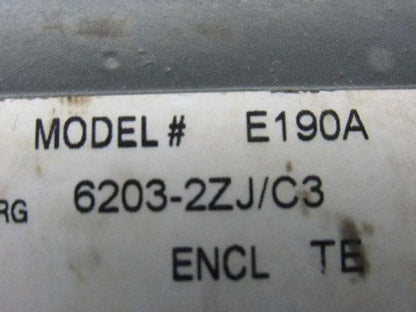 MODEL# E190A
RG 6203-2ZJ/C3
ENCL TE